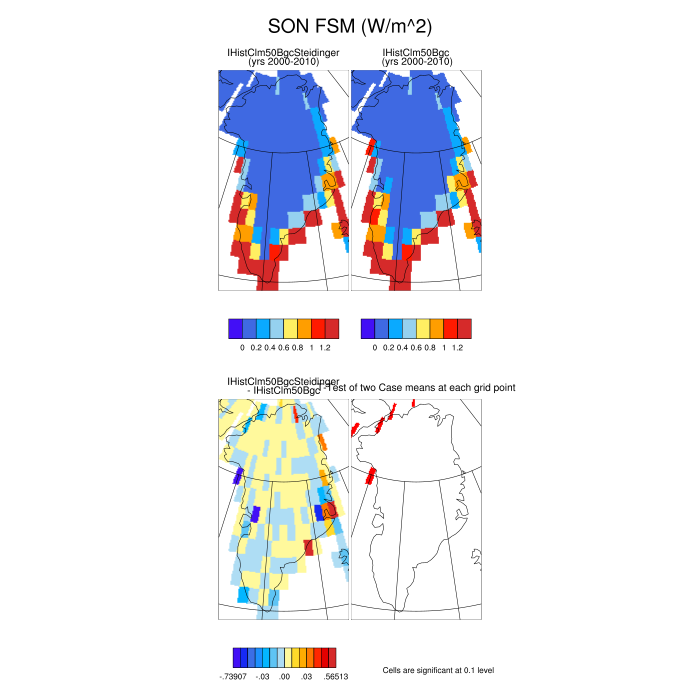 SON FSM (W/m^2)
IHistClm50BgcSteidinger
(yrs 2000-2010)
IHistClm50Bgc
(yrs 2000-2010)
0 0.2 0.4 0.6 0.8 1 1.2
0 0.2 0.4 0.6 0.8 1 1.2
IHistClm50BgcSteidinger
- IHistClm50Bgc
T-Test of two Case means at each grid point
-.73907 -.03 .00 .03 .56513
Cells are significant at 0.1 level